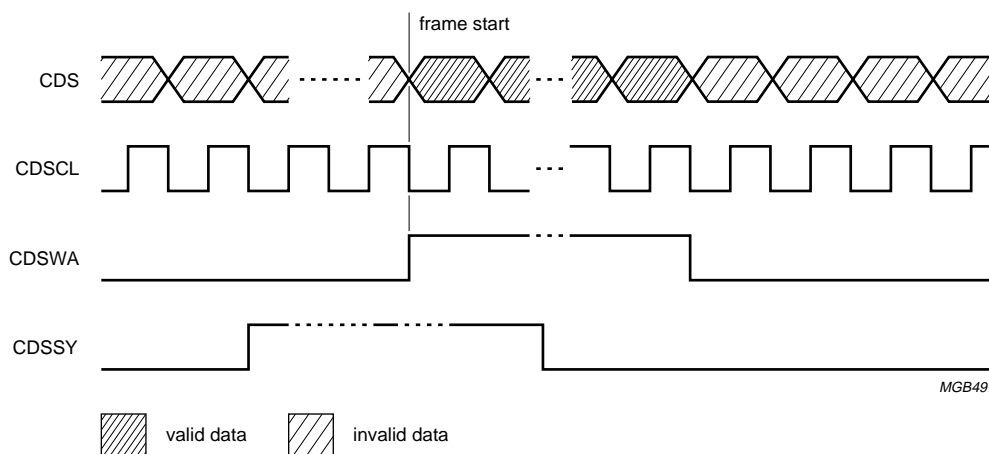 frame start
CDS
CDSCL
CDSWA
CDSSY
MGB49
valid data
invalid data